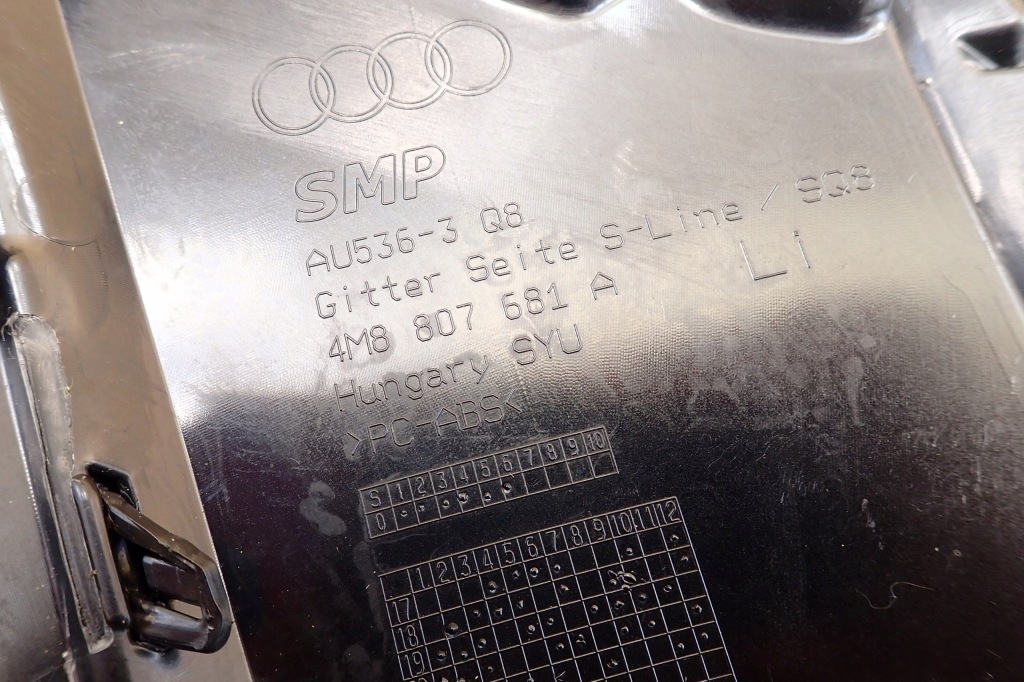 SMP
AU536-3 Q8
Gitter Seite S-Line / SQ8
4M8 807 681 A
Li
Hungary SYU
>PC-ABS<
S 1 2 3 4 5 6 7 8 9 10
0
1 2 3 4 5 6 7 8 9 10 11 12
17
18
19